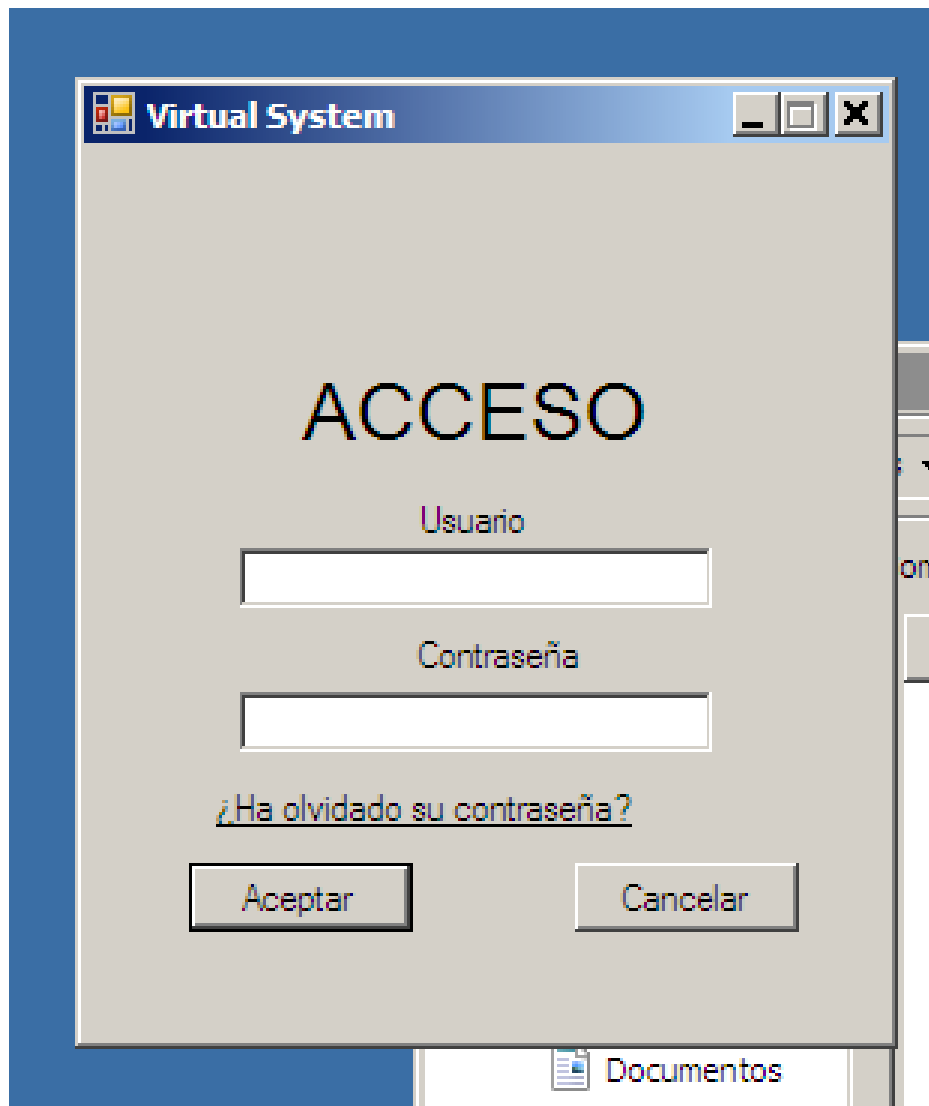 Virtual System
ACCESO
Usuario
Contraseña
¿Ha olvidado su contraseña?
Aceptar Cancelar
Documentos